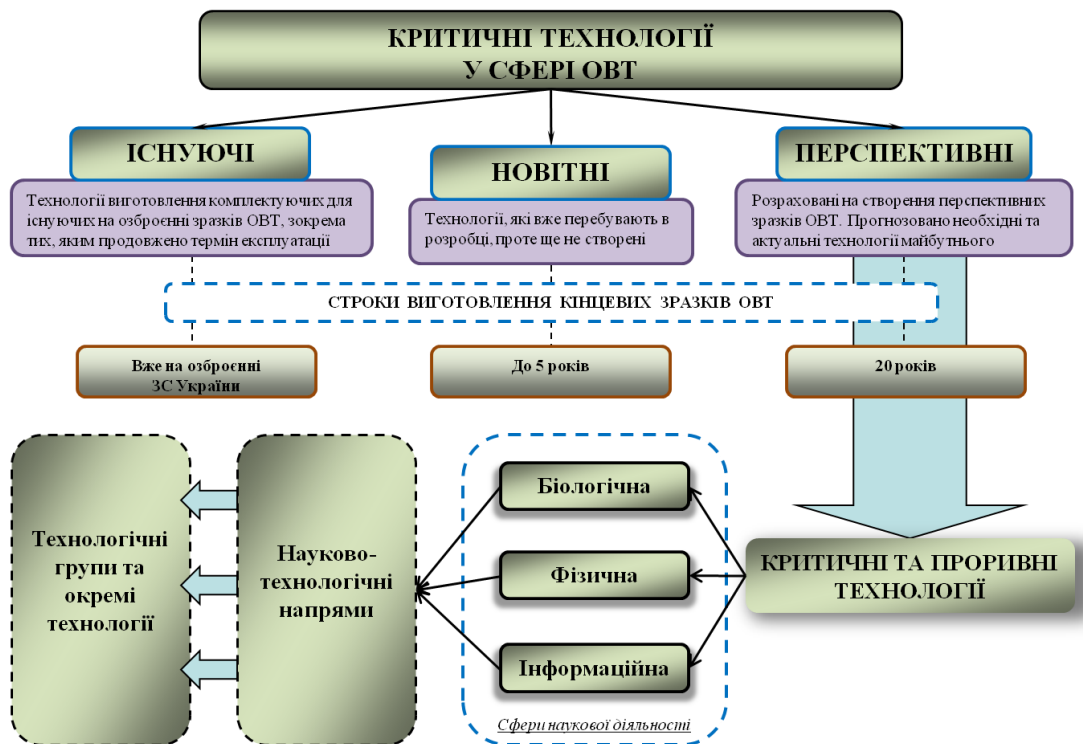 КРИТИЧНІ ТЕХНОЛОГІЇ
У СФЕРІ ОВТ
ІСНУЮЧІ
НОВІТНІ
ПЕРСПЕКТИВНІ
Технології виготовлення комплектуючих для
існуючих на озброєнні зразків ОВТ, зокрема
тих, яким продовжено термін експлуатації
Технології, які вже перебувають в
розробці, проте ще не створені
Розраховані на створення перспективних
зразків ОВТ. Прогнозовано необхідні та
актуальні технології майбутнього
СТРОКИ ВИГОТОВЛЕННЯ КІНЦЕВИХ ЗРАЗКІВ ОВТ
Вже на озброєнні
ЗС України
До 5 років
20 років
Технологічні
групи та
окремі
технології
Науково-
технологічні
напрями
Біологічна
Фізична
Інформаційна
Сфери наукової діяльності
КРИТИЧНІ ТА ПРОРИВНІ
ТЕХНОЛОГІЇ